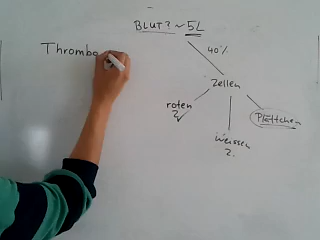 BLUT? ~ 5L
Thrombo
40%
Zellen
roten
?
Plättchen
weissen
?